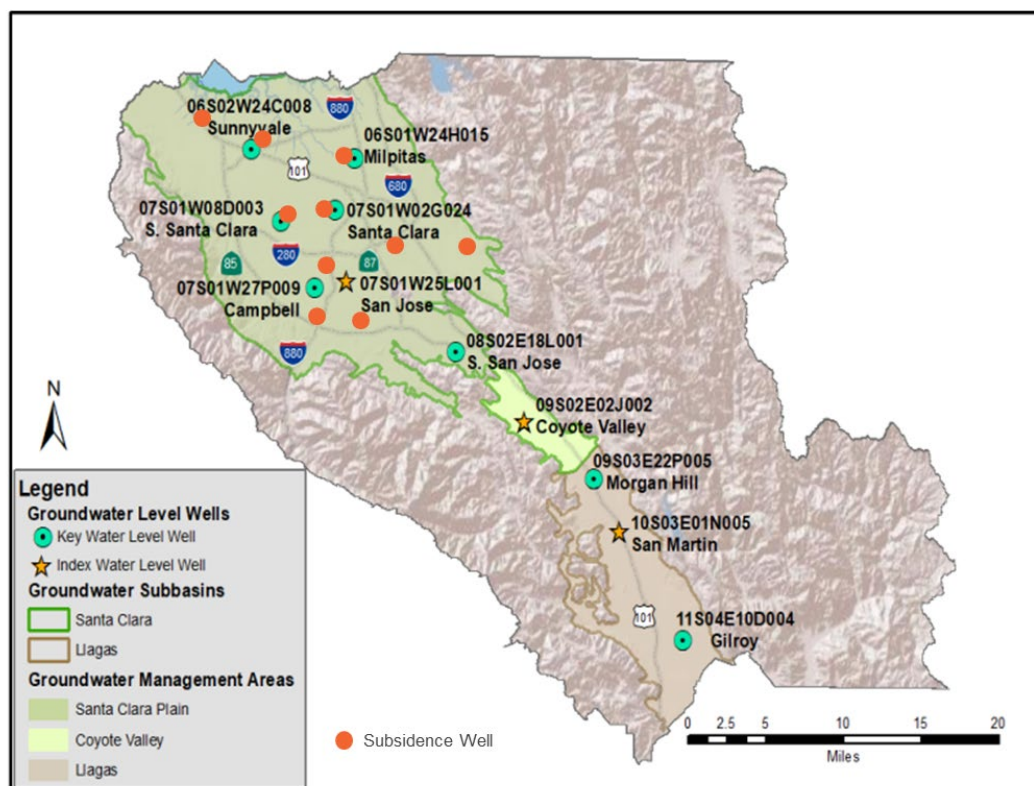 880
06S02W24C008
Sunnyvale
06S01W24H015
Milpitas
101
680
07S01W08D003
S. Santa Clara
07S01W02G024
Santa Clara
280
85
87
07S01W27P009
Campbell
07S01W25L001
San Jose
880
08S02E18L001
S. San Jose
N
09S02E02J002
Coyote Valley
09S03E22P005
Morgan Hill
10S03E01N005
San Martin
101
11S04E10D004
Gilroy
Legend
Groundwater Level Wells
Key Water Level Well
Index Water Level Well
Groundwater Subbasins
Santa Clara
Llagas
Groundwater Management Areas
Santa Clara Plain
Coyote Valley
Llagas
Subsidence Well
0 2.5 5 10 15 20
Miles